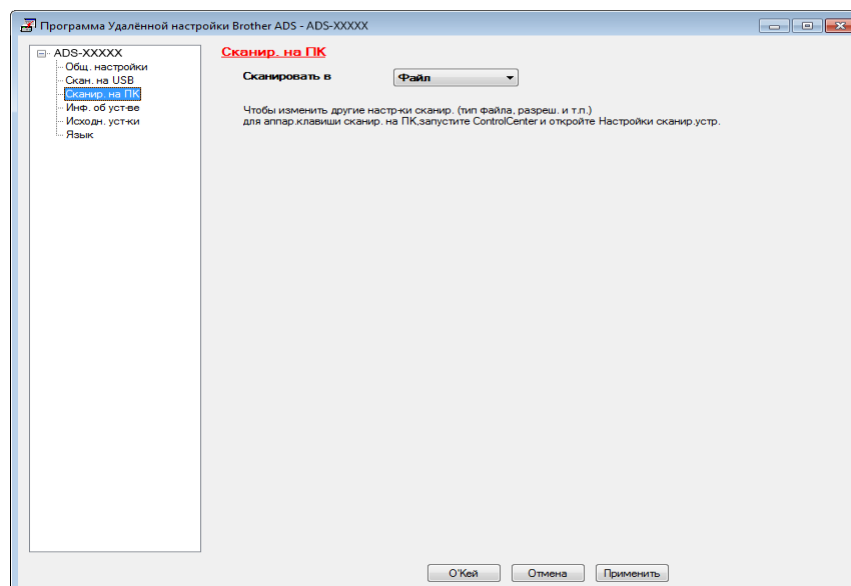 Программа Удалённой настройки Brother ADS - ADS-XXXXX
ADS-XXXXX
Общ. настройки
Скан. на USB
Сканир. на ПК
Инф. об уст-ве
Исходн. уст-ки
Язык
Сканир. на ПК
Сканировать в
Файл
Чтобы изменить другие настр-ки сканир. (тип файла, разреш. и т.п.)
для аппар.клавиши сканир. на ПК,запустите ControlCenter и откройте Настройки сканир.устр.
О'Кей
Отмена
Применить